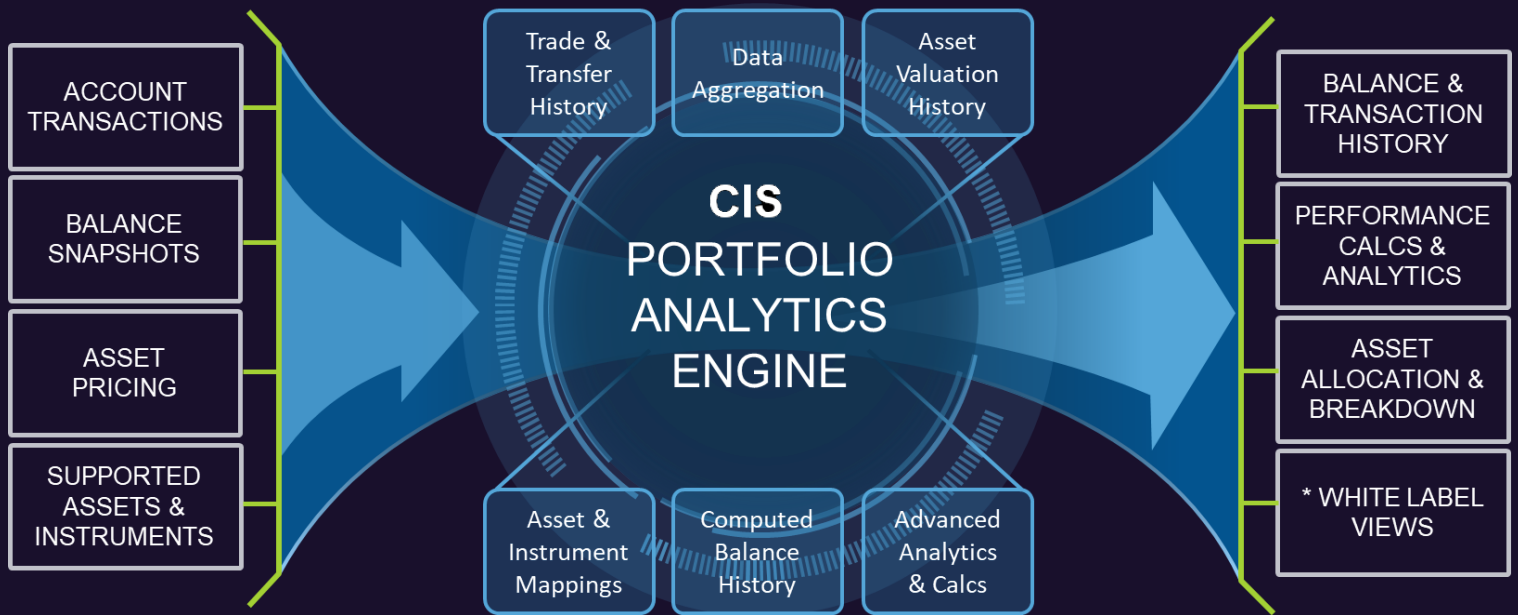 ACCOUNT
TRANSACTIONS
BALANCE
SNAPSHOTS
ASSET
PRICING
SUPPORTED
ASSETS &
INSTRUMENTS
Trade &
Transfer
History
Data
Aggregation
Asset
Valuation
History
CIS
PORTFOLIO
ANALYTICS
ENGINE
Asset &
Instrument
Mappings
Computed
Balance
History
Advanced
Analytics
& Calcs
BALANCE &
TRANSACTION
HISTORY
PERFORMANCE
CALCS &
ANALYTICS
ASSET
ALLOCATION &
BREAKDOWN
* WHITE LABEL
VIEWS